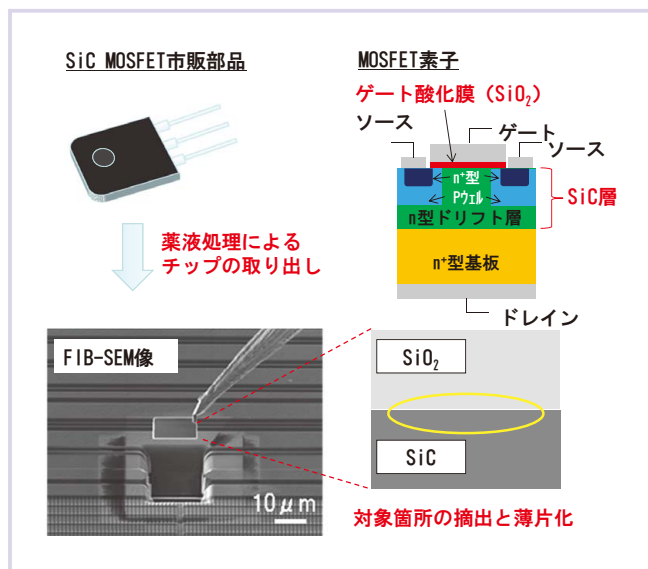 SiC MOSFET市販部品
MOSFET素子
ゲート酸化膜（SiO₂）
ソース
ゲート
ソース
n⁺型
Pウェル
SiC層
n型ドリフト層
n⁺型基板
ドレイン
薬液処理による
チップの取り出し
FIB-SEM像
10μm
SiO₂
SiC
対象箇所の摘出と薄片化